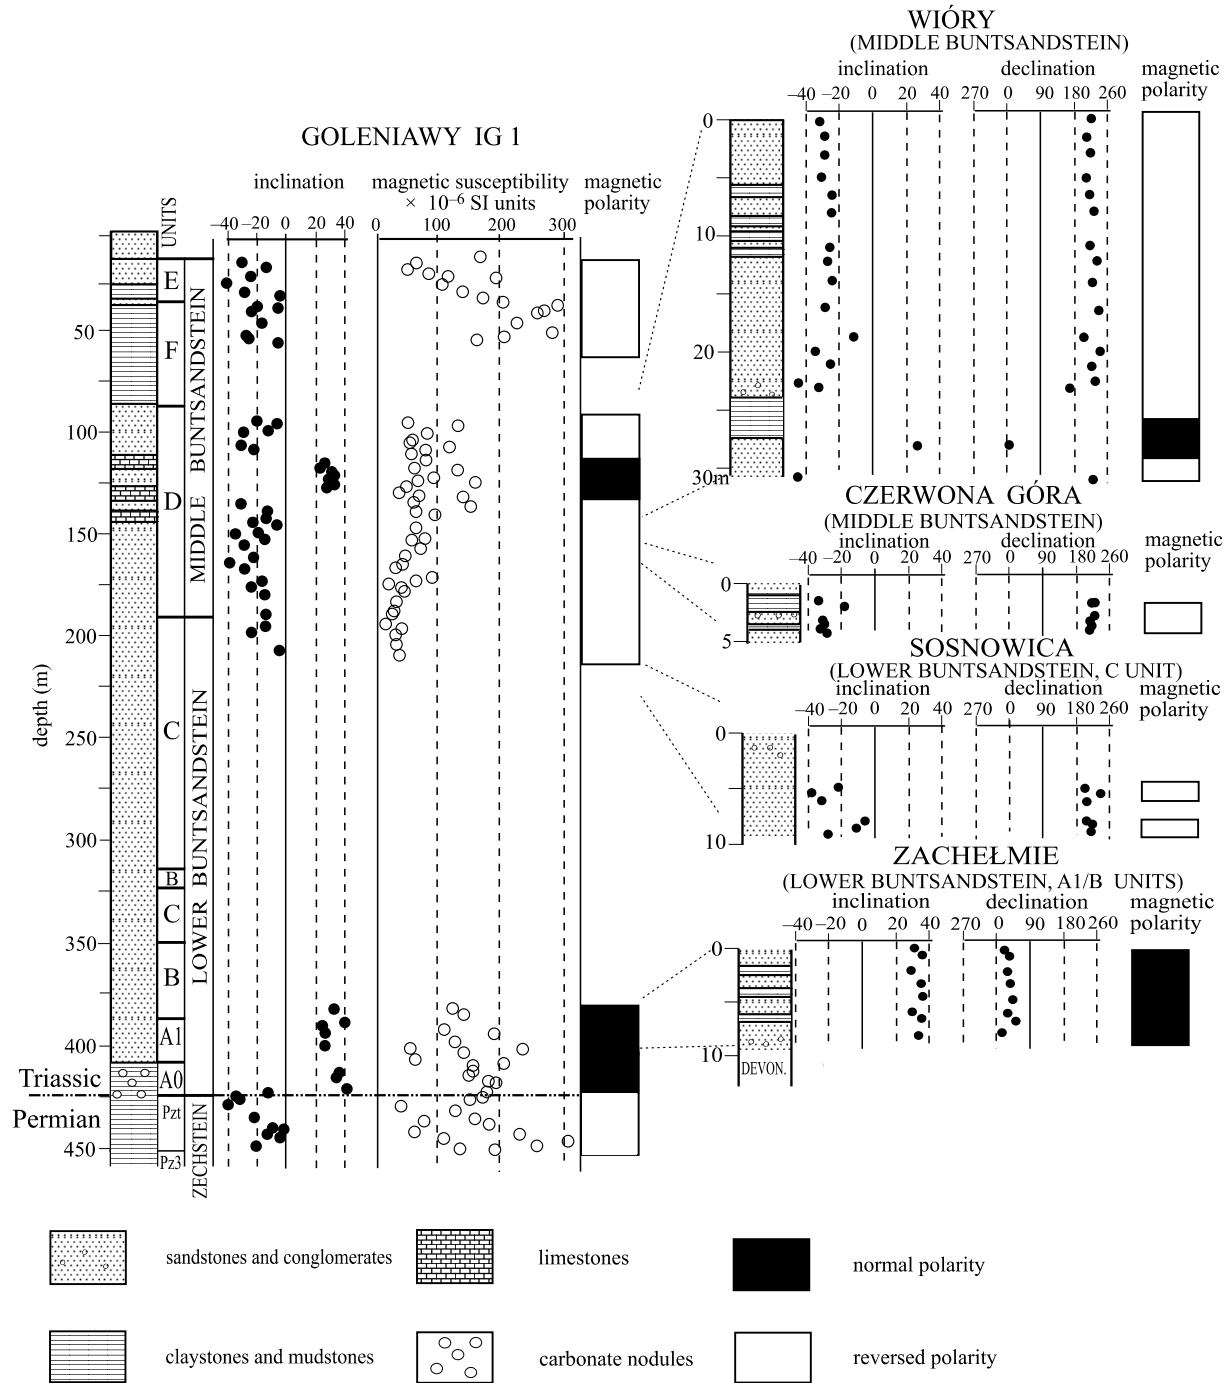 WIÓRY
(MIDDLE BUNTSANDSTEIN)
inclination declination magnetic polarity
–40 –20 0 20 40 270 0 90 180 260
0
10
20
30m
GOLENIAWY IG 1
inclination magnetic susceptibility magnetic
× 10–6 SI units polarity
UNITS
–40 –20 0 20 40 0 100 200 300
50
100
150
200
250
300
350
400
450
depth (m)
E
F
D
C
B
C
B
A1
A0
Pzt
Pz3
MIDDLE BUNTSANDSTEIN
LOWER BUNTSANDSTEIN
ZECHSTEIN
Triassic
Permian
CZERWONA GÓRA
(MIDDLE BUNTSANDSTEIN)
inclination declination magnetic polarity
–40 –20 0 20 40 270 0 90 180 260
0
5
SOSNOWICA
(LOWER BUNTSANDSTEIN, C UNIT)
inclination declination magnetic polarity
–40 –20 0 20 40 270 0 90 180 260
0
10
ZACHEŁMIE
(LOWER BUNTSANDSTEIN, A1/B UNITS)
inclination declination magnetic polarity
–40 –20 0 20 40 270 0 90 180 260
0
10
DEVON.
sandstones and conglomerates
limestones
normal polarity
claystones and mudstones
carbonate nodules
reversed polarity